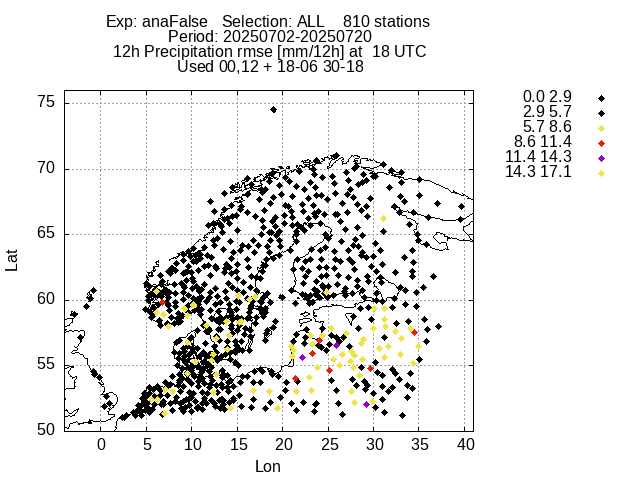 Exp: anaFalse   Selection: ALL    810 stations
Period: 20250702-20250720
12h Precipitation rmse [mm/12h] at  18 UTC
Used 00,12 + 18-06 30-18
0.0 2.9
2.9 5.7
5.7 8.6
8.6 11.4
11.4 14.3
14.3 17.1
75
70
65
60
55
50
Lat
0 5 10 15 20 25 30 35 40
Lon